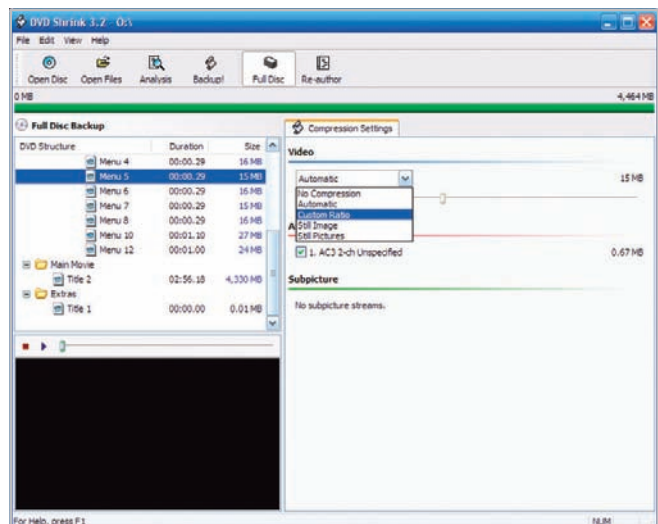 DVD Shrink 3.2 - O:\
File Edit View Help
Open Disc Open Files Analysis Backup! Full Disc Re-author
0 MB 4,464 MB
Full Disc Backup
DVD Structure Duration Size
Menu 4 00:00.29 16 MB
Menu 5 00:00.29 15 MB
Menu 6 00:00.29 16 MB
Menu 7 00:00.29 15 MB
Menu 8 00:00.29 16 MB
Menu 10 00:01.10 27 MB
Menu 12 00:01.00 24 MB
Main Movie
Title 2 02:56.18 4,330 MB
Extras
Title 1 00:00.00 0.01 MB
Compression Settings
Video
Automatic 15 MB
No Compression
Automatic
Custom Ratio
A Still Image
Still Pictures
1. AC3 2-ch Unspecified 0.67 MB
Subpicture
No subpicture streams.
For Help, press F1 NUM